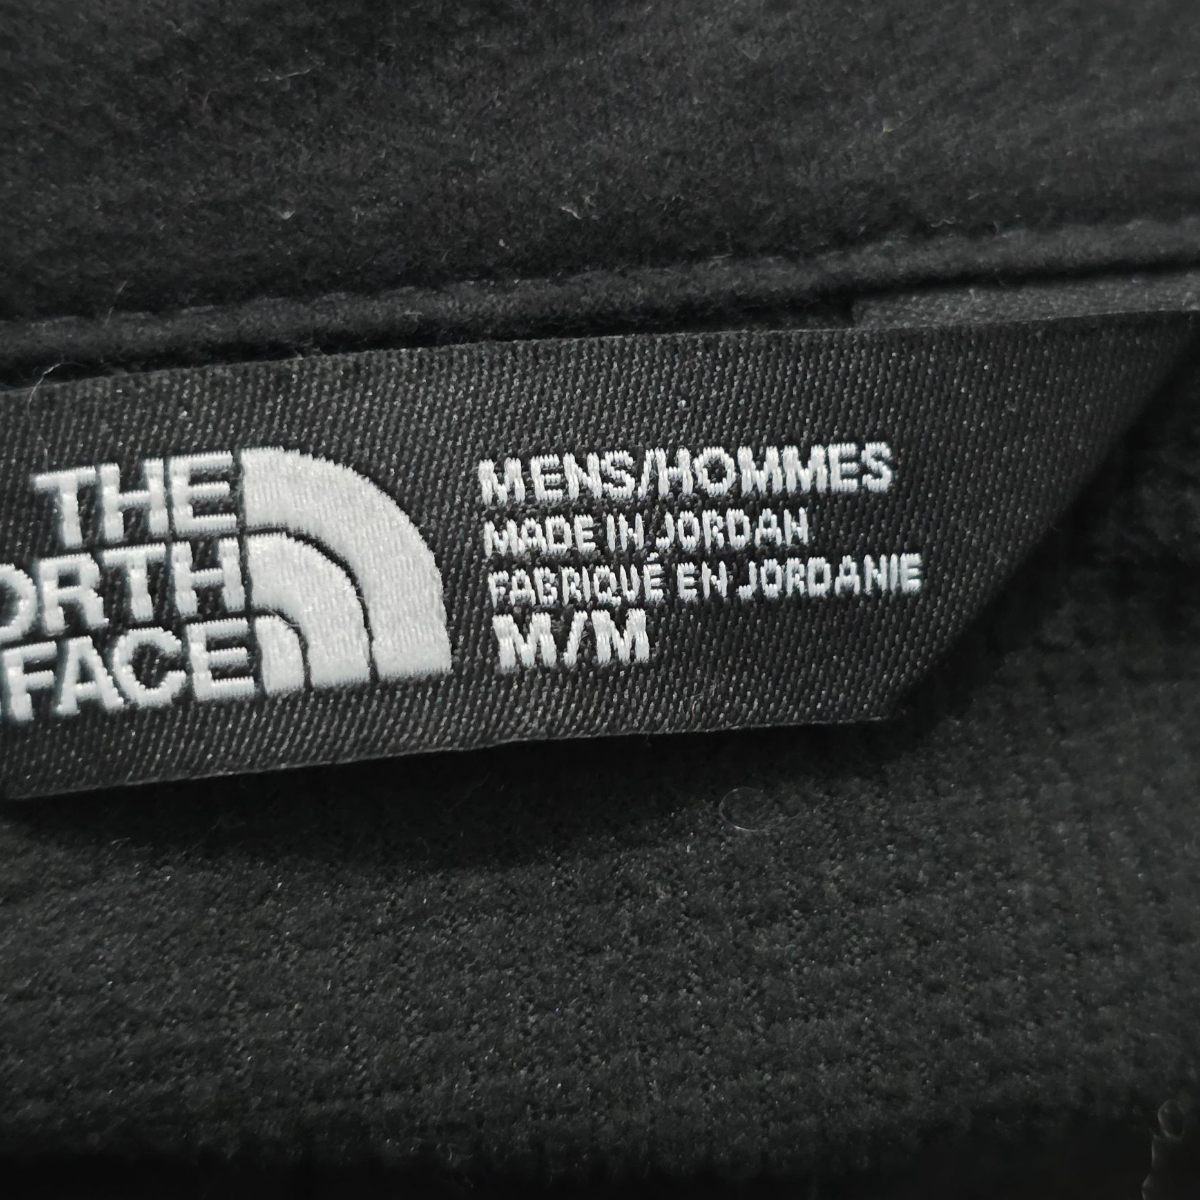 THE
ORTH
FACE
MENS/HOMMES
MADE IN JORDAN
FABRIQUÉ EN JORDANIE
M/M